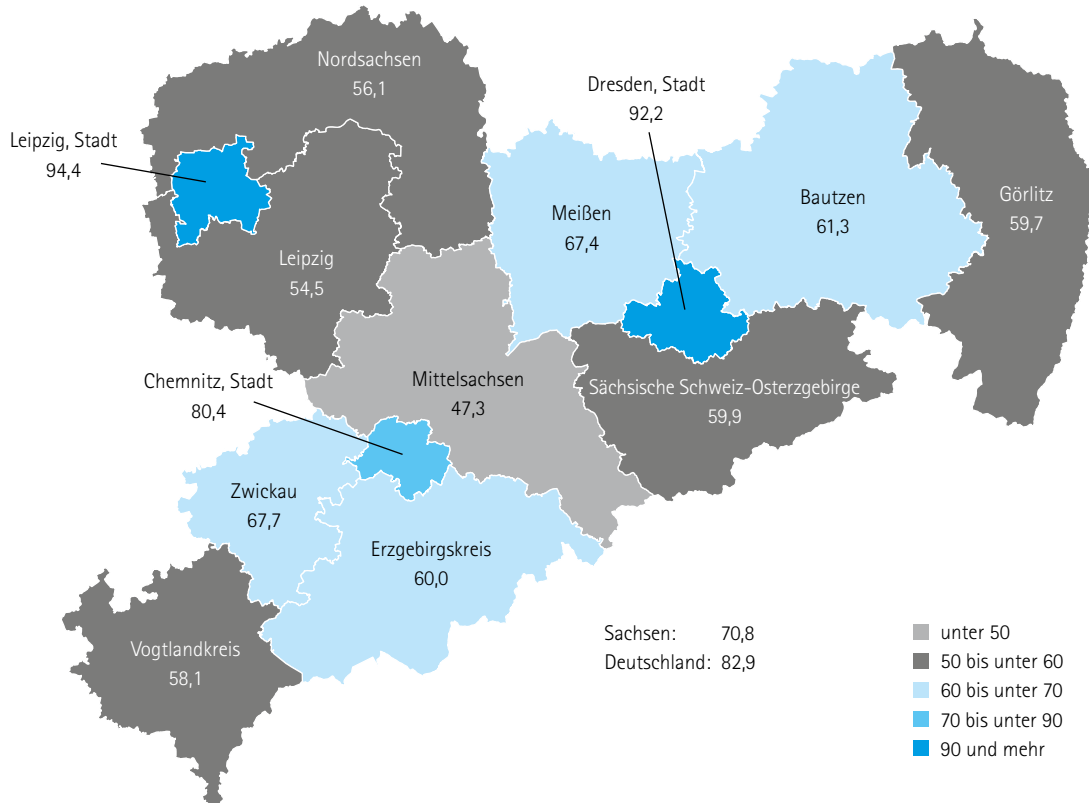 Nordsachsen
56,1
Dresden, Stadt
92,2
Leipzig, Stadt
94,4
Meißen
67,4
Bautzen
61,3
Görlitz
59,7
Leipzig
54,5
Chemnitz, Stadt
80,4
Mittelsachsen
47,3
Sächsische Schweiz-Osterzgebirge
59,9
Zwickau
67,7
Erzgebirgskreis
60,0
Vogtlandkreis
58,1
Sachsen: 70,8
Deutschland: 82,9
unter 50
50 bis unter 60
60 bis unter 70
70 bis unter 90
90 und mehr